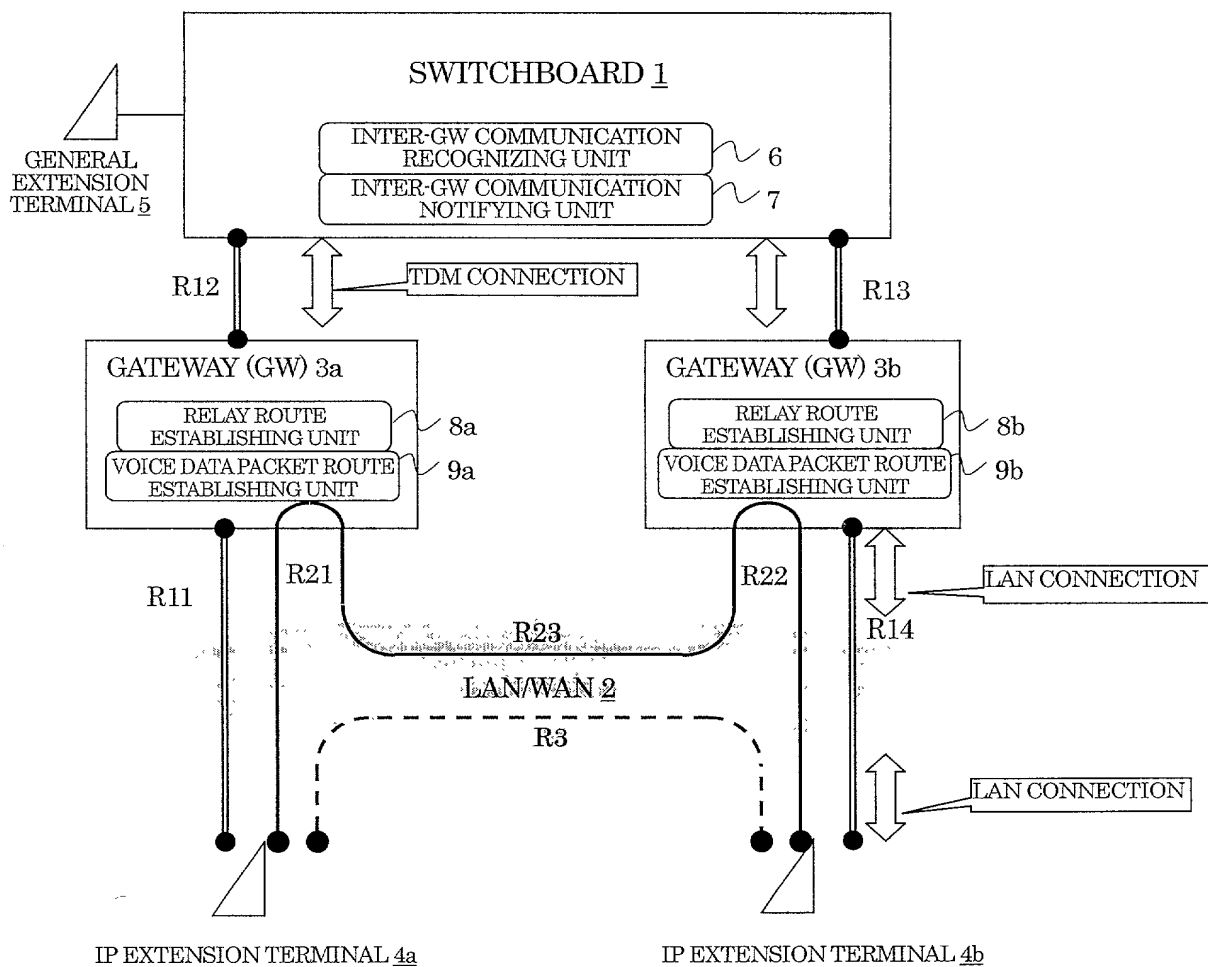 SWITCHBOARD 1
INTER-GW COMMUNICATION
RECOGNIZING UNIT
6
INTER-GW COMMUNICATION
NOTIFYING UNIT
7
GENERAL
EXTENSION
TERMINAL 5
R12
TDM CONNECTION
R13
GATEWAY (GW) 3a
RELAY ROUTE
ESTABLISHING UNIT
8a
VOICE DATA PACKET ROUTE
ESTABLISHING UNIT
9a
GATEWAY (GW) 3b
RELAY ROUTE
ESTABLISHING UNIT
8b
VOICE DATA PACKET ROUTE
ESTABLISHING UNIT
9b
R11
R21
R22
LAN CONNECTION
R23
R14
LAN/WAN 2
R3
LAN CONNECTION
IP EXTENSION TERMINAL 4a
IP EXTENSION TERMINAL 4b